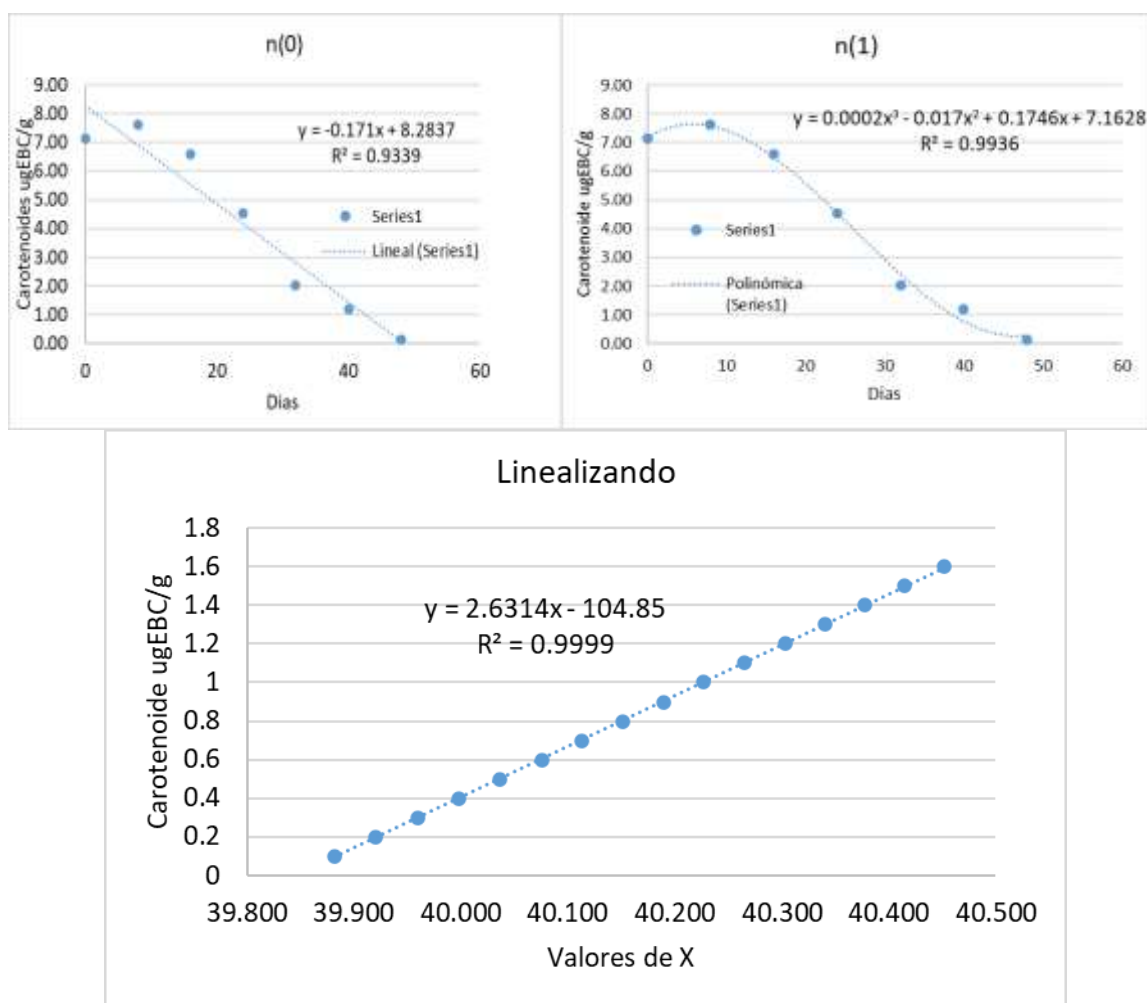 n(0)
Carotenoides ugEBC/g
9.00
8.00
7.00
6.00
5.00
4.00
3.00
2.00
1.00
0.00
y = -0.171x + 8.2837
R² = 0.9339
Series1
Lineal (Series1)
0 20 40 60
Dias
n(1)
Carotenoide ugEBC/g
9.00
8.00
7.00
6.00
5.00
4.00
3.00
2.00
1.00
0.00
y = 0.0002x³ - 0.017x² + 0.1746x + 7.1628
R² = 0.9936
Series1
Polinómica
(Series1)
0 10 20 30 40 50 60
Dias
Linealizando
Carotenoide ugEBC/g
1.8
1.6
1.4
1.2
1
0.8
0.6
0.4
0.2
0
y = 2.6314x - 104.85
R² = 0.9999
39.800 39.900 40.000 40.100 40.200 40.300 40.400 40.500
Valores de X